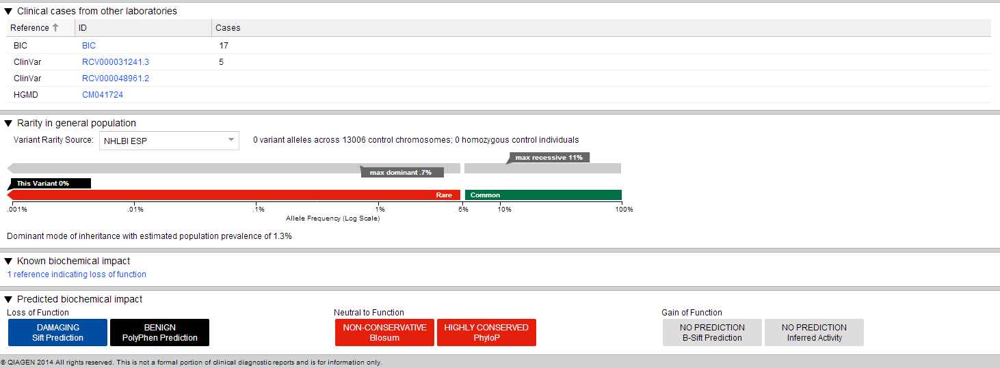 Clinical cases from other laboratories
Reference ID Cases
BIC BIC 17
ClinVar RCV000031241.3 5
ClinVar RCV000048961.2
HGMD CM041724
Rarity in general population
Variant Rarity Source: NHLBI ESP 0 variant alleles across 13006 control chromosomes; 0 homozygous control individuals
max recessive 11%
max dominant .7%
This Variant 0%
Rare Common
.001% .01% .1% 1% 5% 10% 100%
Allele Frequency (Log Scale)
Dominant mode of inheritance with estimated population prevalence of 1.3%
Known biochemical impact
1 reference indicating loss of function
Predicted biochemical impact
Loss of Function Neutral to Function Gain of Function
DAMAGING BENIGN NON-CONSERVATIVE HIGHLY CONSERVED NO PREDICTION NO PREDICTION
Sift Prediction PolyPhen Prediction Blosum PhyloP B-Sift Prediction Inferred Activity
© QIAGEN 2014 All rights reserved. This is not a formal portion of clinical diagnostic reports and is for information only.